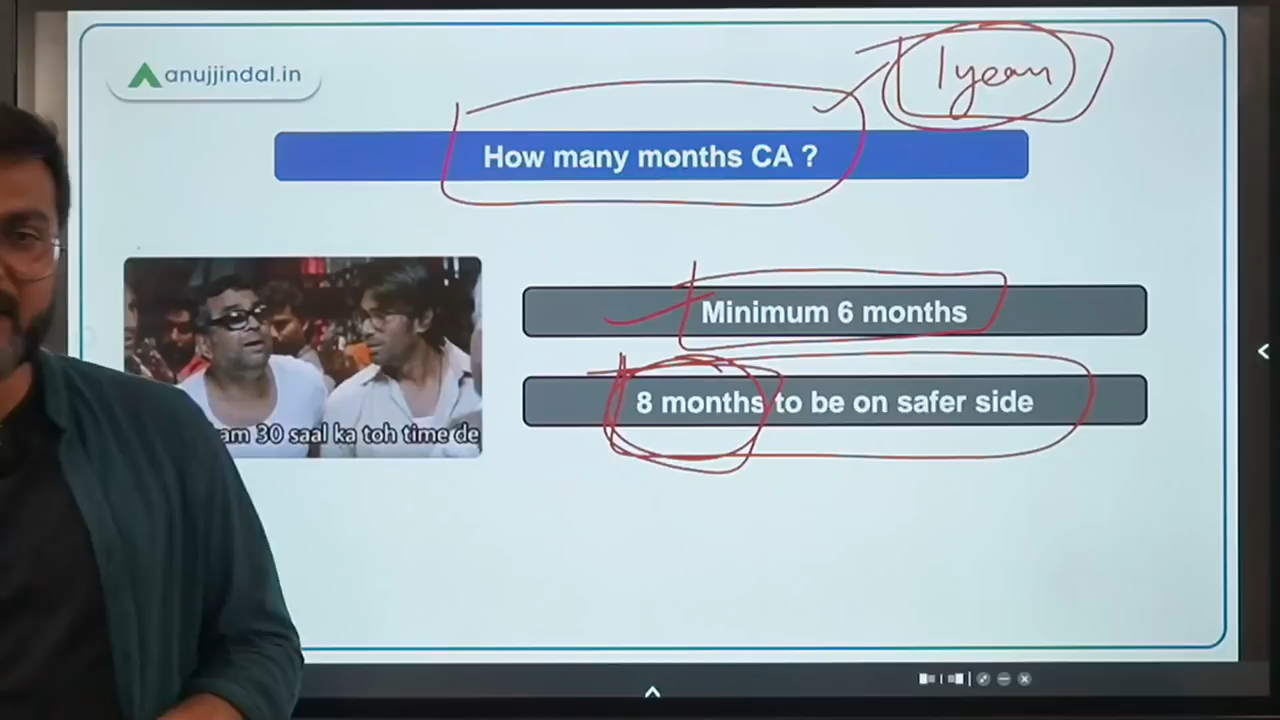 anujjindal.in
1 year
How many months CA ?
Minimum 6 months
8 months to be on safer side
am 30 saal ka toh time de